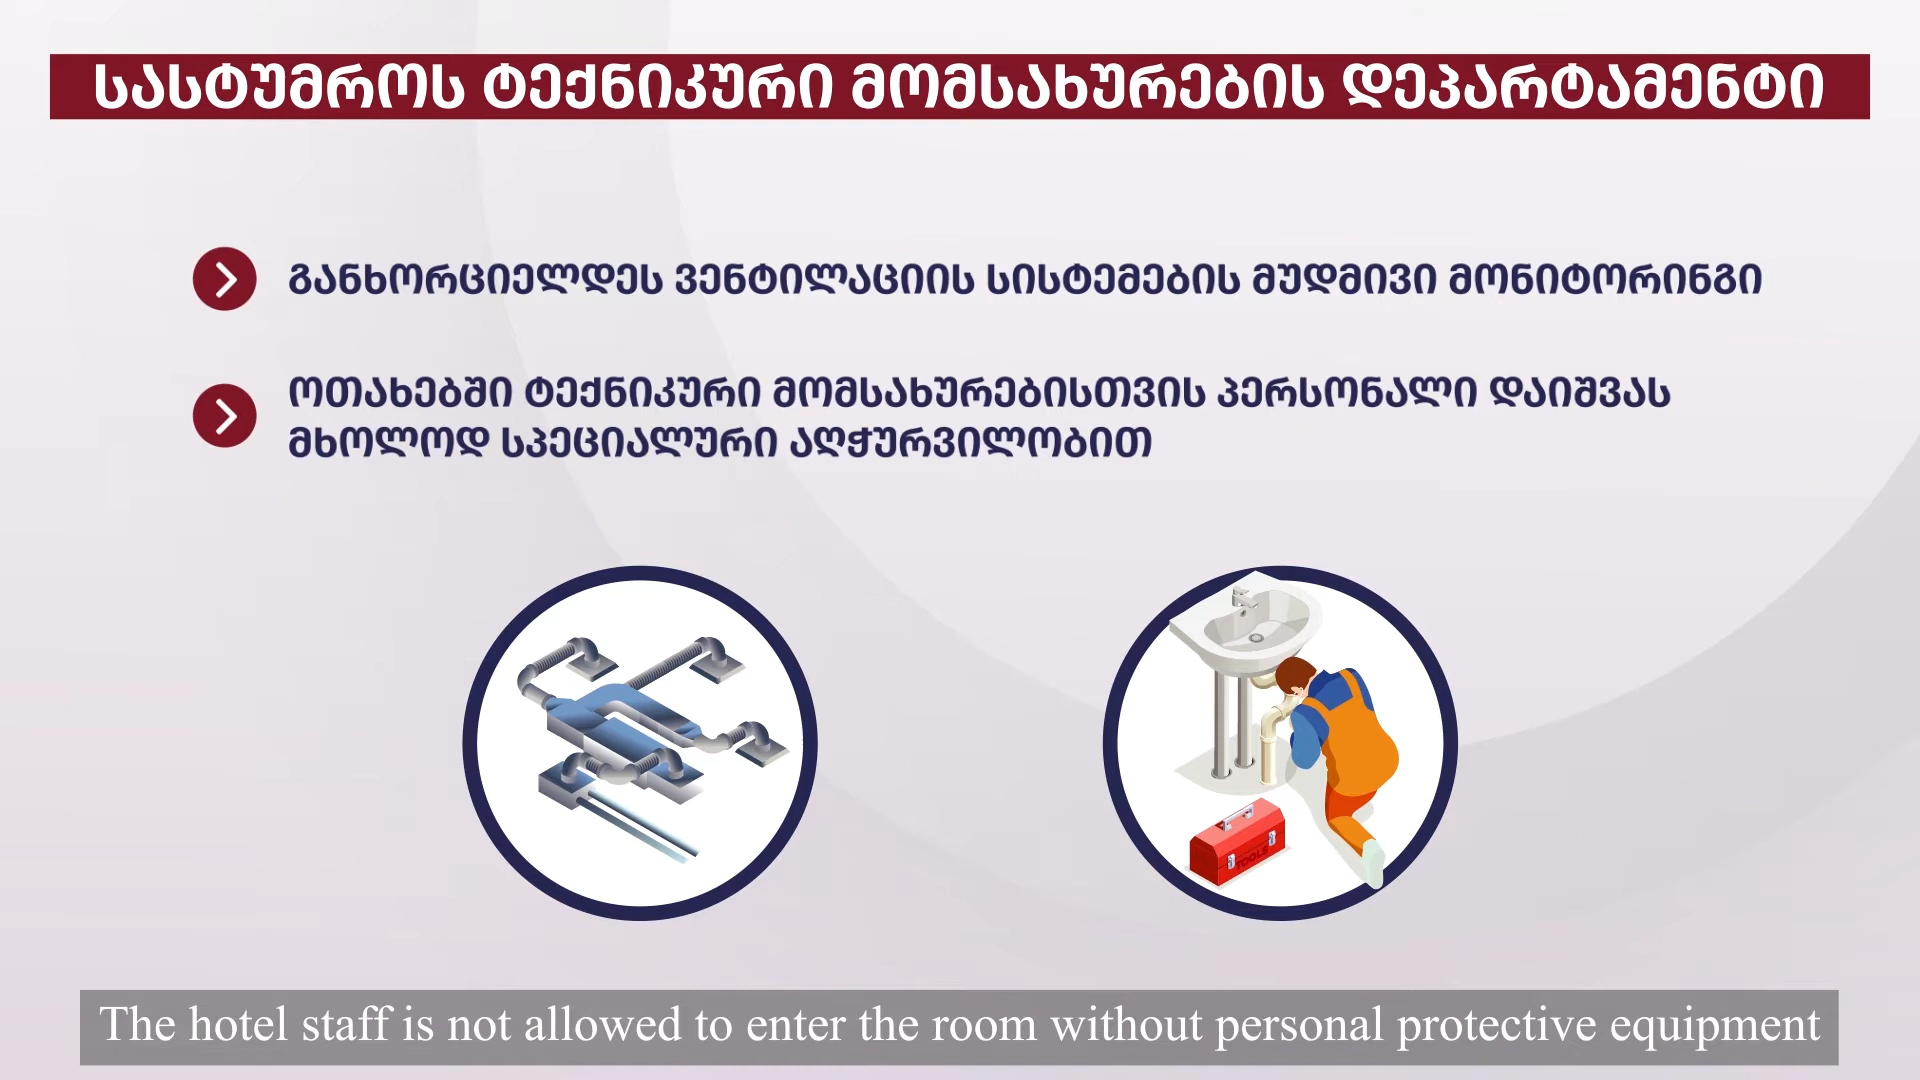 სასტუმროს ტექნიკური მომსახურების დეპარტამენტი
განხორციელდეს ვენტილაციის სისტემების მუდმივი მონიტორინგი
ოთახებში ტექნიკური მომსახურებისთვის პერსონალი დაიშვას
მხოლოდ სპეციალური აღჭურვილობით
TOOLS
The hotel staff is not allowed to enter the room without personal protective equipment